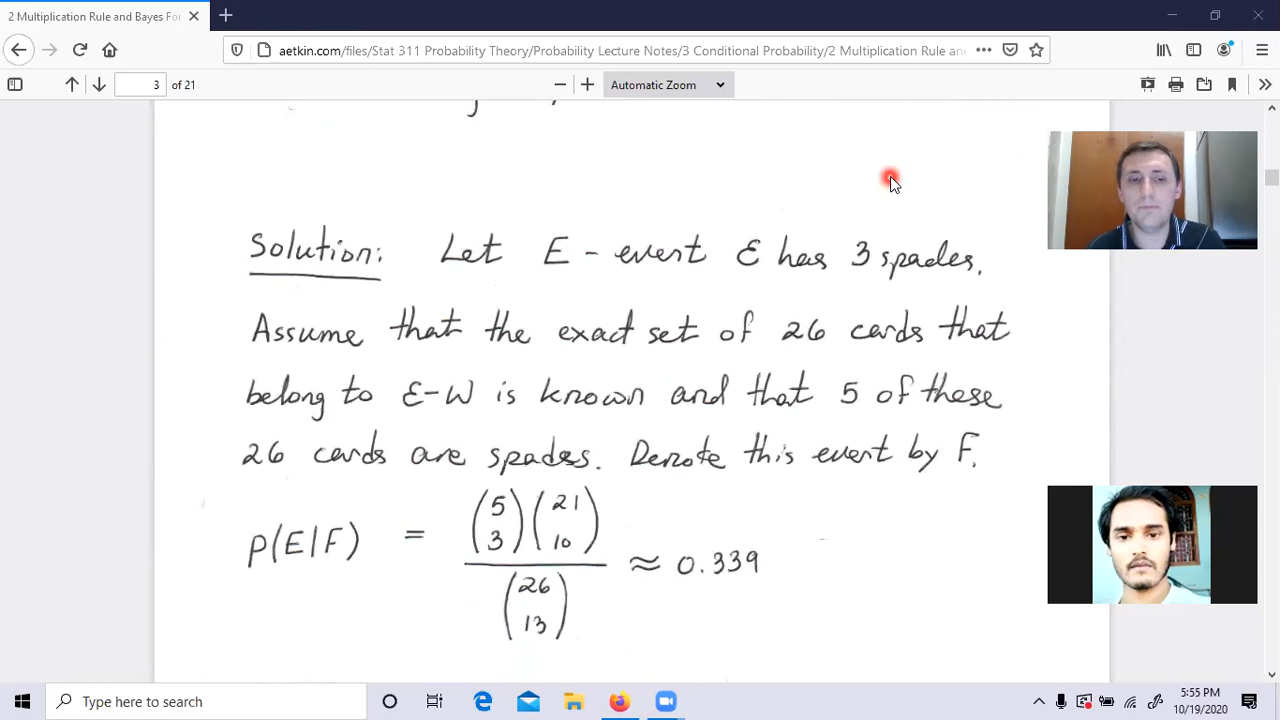 2 Multiplication Rule and Bayes Fo
aetkin.com/files/Stat 311 Probability Theory/Probability Lecture Notes/3 Conditional Probability/2 Multiplication Rule an
3 of 21
Automatic Zoom
Solution: Let E - event E has 3 spades.
Assume that the exact set of 26 cards that
belong to E-W is known and that 5 of these
26 cards are spades. Denote this event by F.
P(E|F) = (5 3)(21 10) / (26 13) ≈ 0.339
Type here to search
5:55 PM
10/19/2020